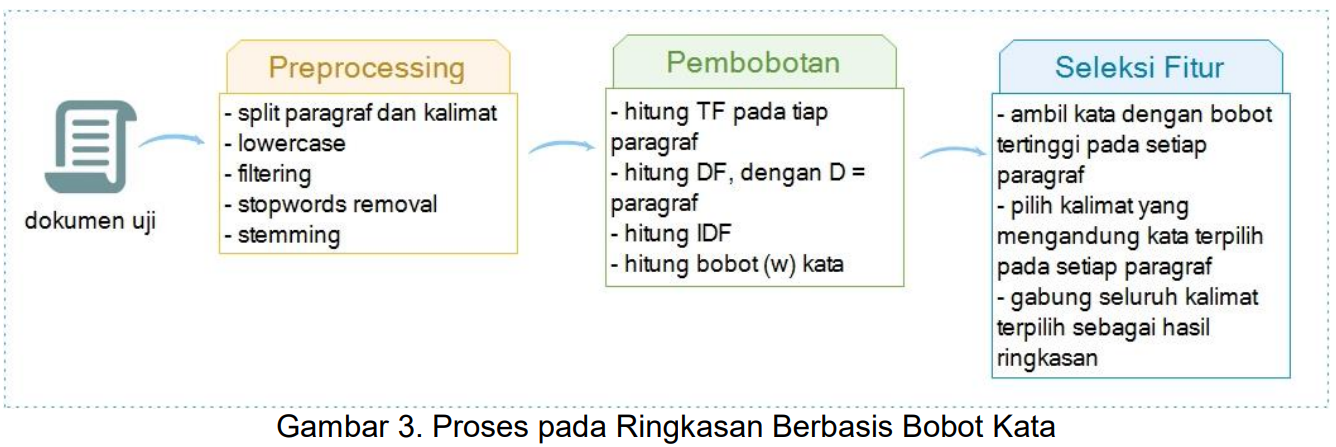 dokumen uji
Preprocessing
- split paragraf dan kalimat
- lowercase
- filtering
- stopwords removal
- stemming
Pembobotan
- hitung TF pada tiap
paragraf
- hitung DF, dengan D =
paragraf
- hitung IDF
- hitung bobot (w) kata
Seleksi Fitur
- ambil kata dengan bobot
tertinggi pada setiap
paragraf
- pilih kalimat yang
mengandung kata terpilih
pada setiap paragraf
- gabung seluruh kalimat
terpilih sebagai hasil
ringkasan
Gambar 3. Proses pada Ringkasan Berbasis Bobot Kata